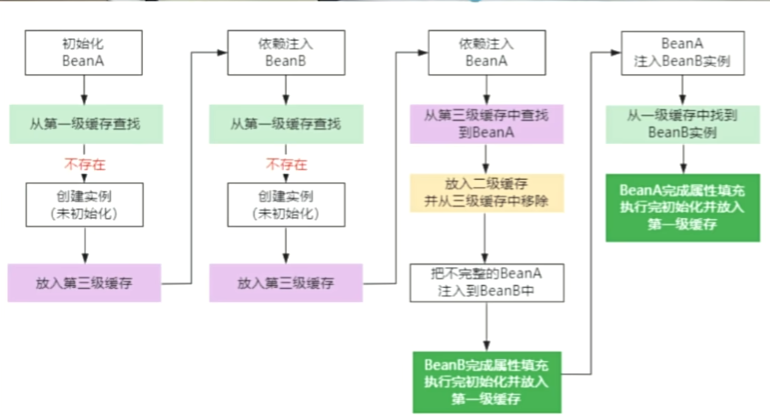 初始化
BeanA
从第一级缓存查找
不存在
创建实例
(未初始化)
放入第三级缓存
依赖注入
BeanB
从第一级缓存查找
不存在
创建实例
(未初始化)
放入第三级缓存
依赖注入
BeanA
从第三级缓存中查找
到BeanA
放入二级缓存
并从三级缓存中移除
把不完整的BeanA
注入到BeanB中
BeanB完成属性填充
执行完初始化并放入
第一级缓存
BeanA
注入BeanB实例
从一级缓存中找到
BeanB实例
BeanA完成属性填充
执行完初始化并放入
第一级缓存